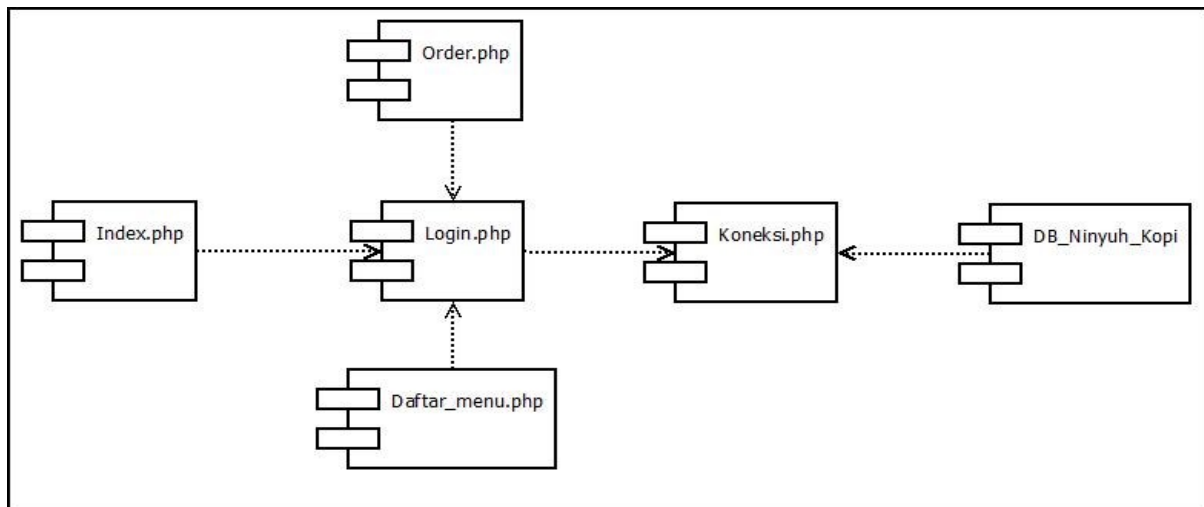 Order.php
Index.php
Login.php
Koneksi.php
DB_Ninyuh_Kopi
Daftar_menu.php